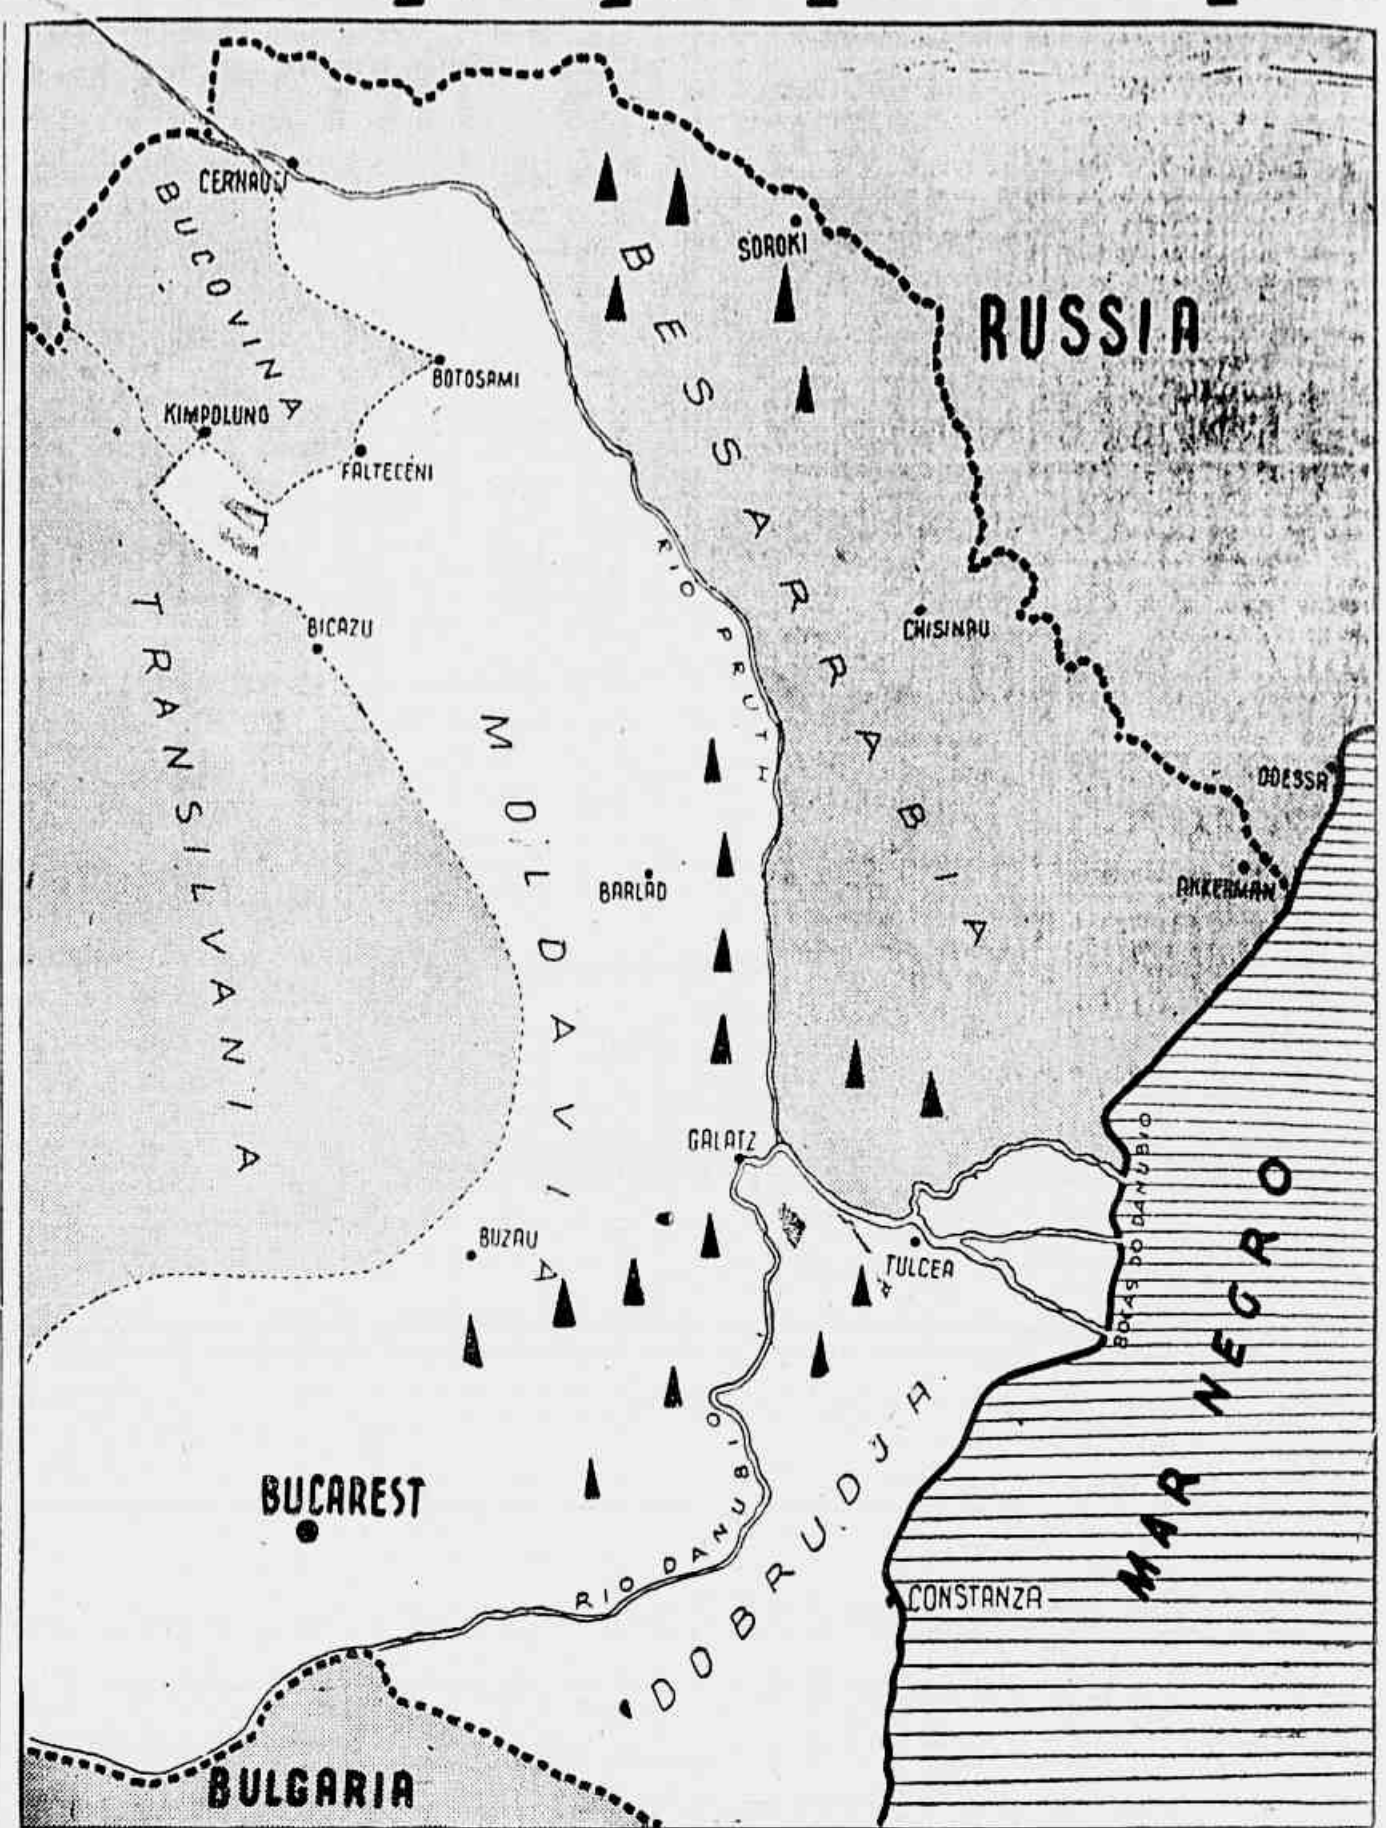 CERNAUȚI
BUCOVINA
SOROKI
BESSARRABIA
RUSSIA
BOTOSAMI
KIMPOLUNG
FALTECENI
RIO PRUTH
CHISINAU
TRANSILVANIA
BICAZU
MOLDAVIA
ODESSA
BARLAD
AKKERMAN
GALATZ
BOCAS DO DANUBIO
BUZAU
TULCEA
MAR NEGRO
DOBRUDJA
BUCAREST
RIO DANUBIO
CONSTANZA
BULGARIA